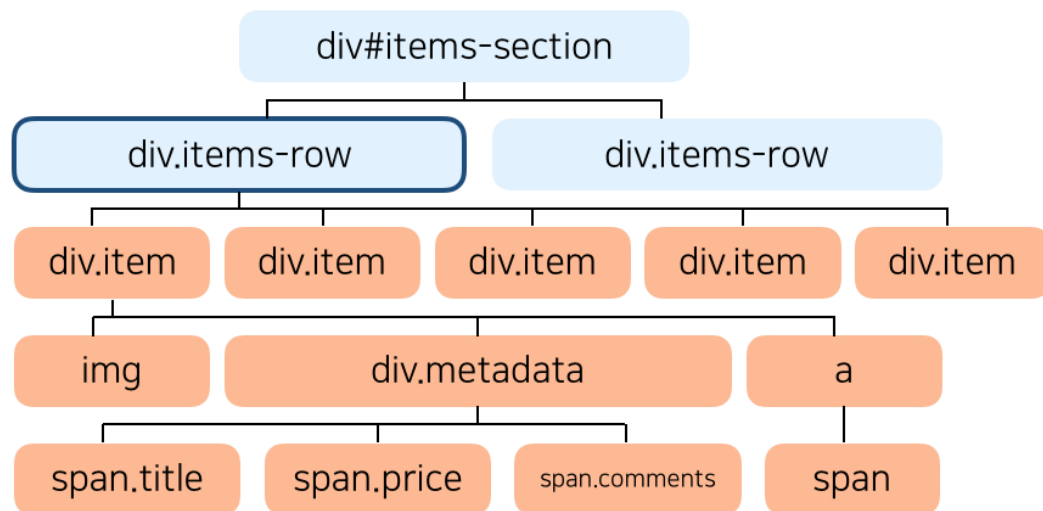 div#items-section
div.items-row div.items-row
div.item div.item div.item div.item div.item
img div.metadata a
span.title span.price span.comments span